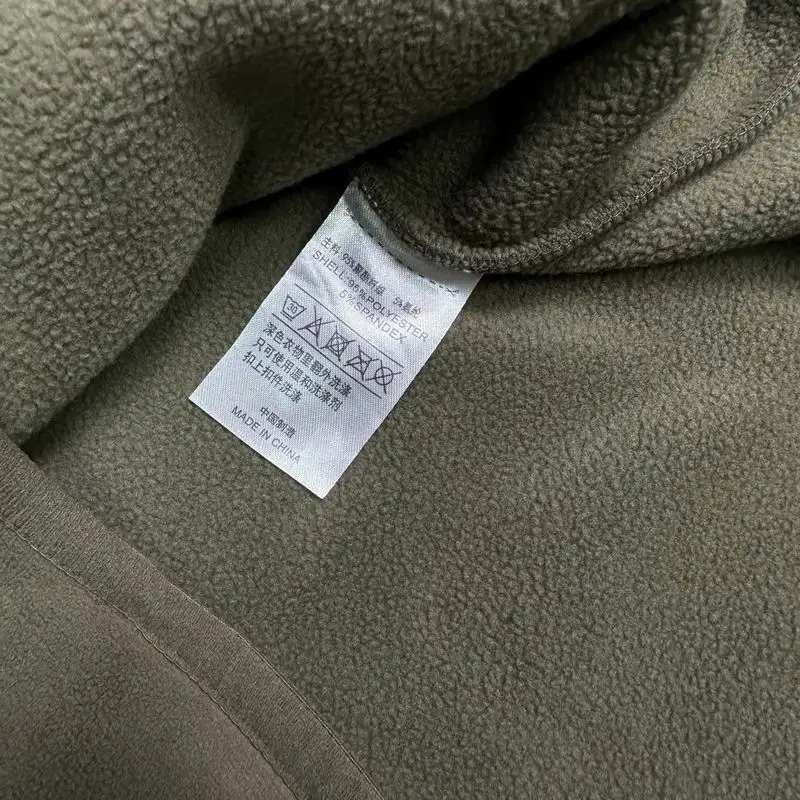 主料: 95%聚酯纤维 5%氨纶
SHELL: 95%POLYESTER
5%SPANDEX
30
深色衣物里翻外洗涤
只可使用温和洗涤剂
扣上扣件洗涤
中国制造
MADE IN CHINA